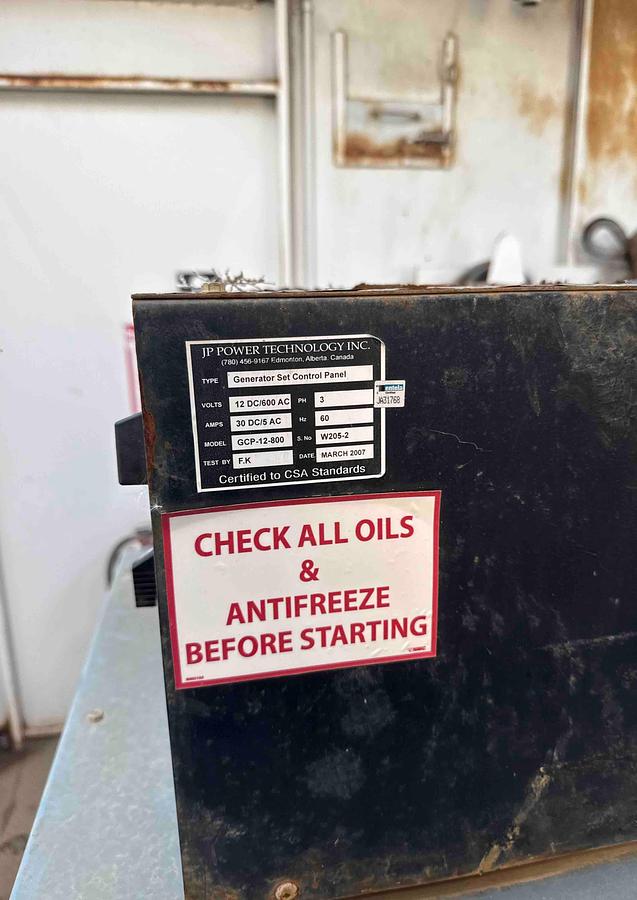 JP POWER TECHNOLOGY INC.
(780) 456-9167 Edmonton, Alberta. Canada
TYPE Generator Set Control Panel
VOLTS 12 DC/600 AC PH 3
AMPS 30 DC/5 AC Hz 60
MODEL GCP-12-800 S. No W205-2
TEST BY F.K DATE MARCH 2007
Certified to CSA Standards
JA31768
CHECK ALL OILS
&
ANTIFREEZE
BEFORE STARTING